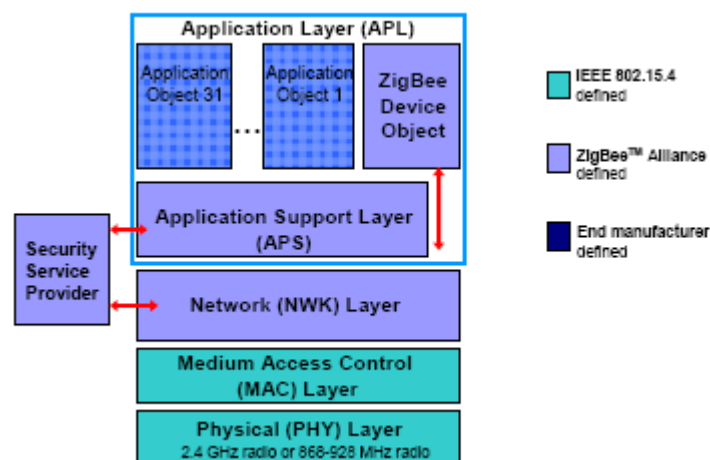 Application Layer (APL)
Application
Object 31
...
Application
Object 1
ZigBee
Device
Object
Application Support Layer
(APS)
Security
Service
Provider
Network (NWK) Layer
Medium Access Control
(MAC) Layer
Physical (PHY) Layer
2.4 GHz radio or 868-928 MHz radio
IEEE 802.15.4
defined
ZigBee™ Alliance
defined
End manufacturer
defined